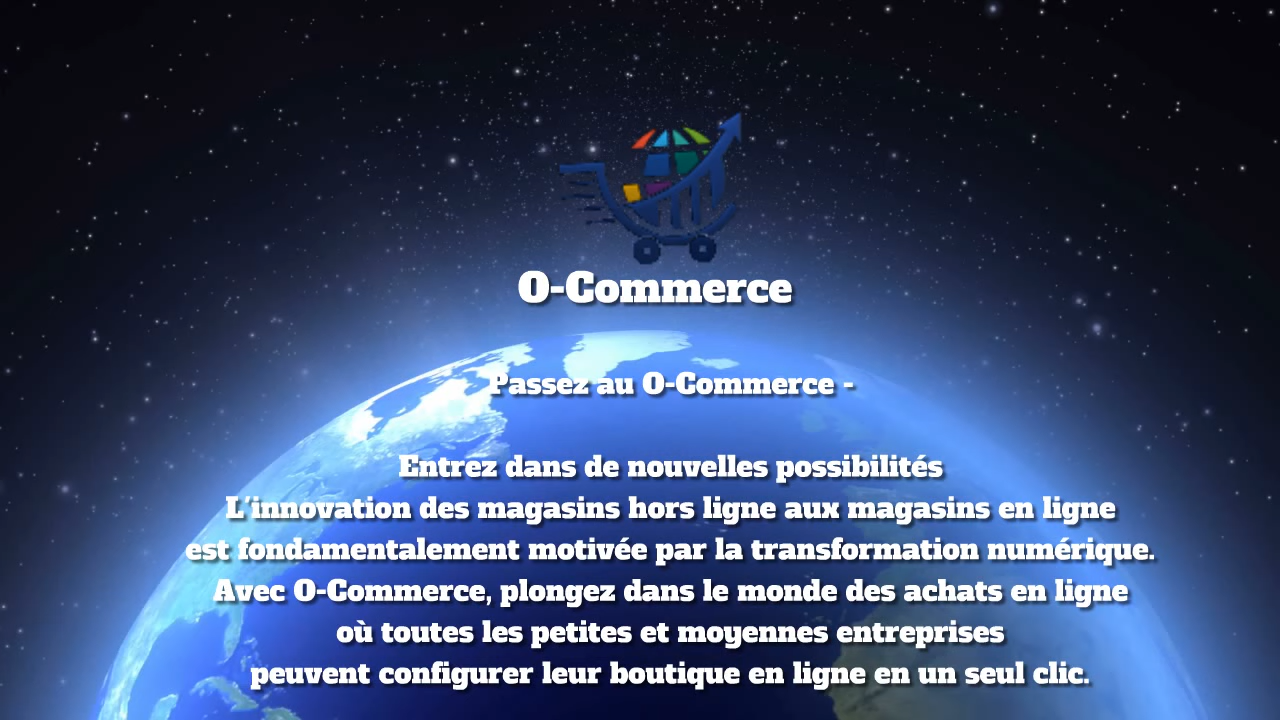 O-Commerce
Passez au O-Commerce -
Entrez dans de nouvelles possibilités
L'innovation des magasins hors ligne aux magasins en ligne
est fondamentalement motivée par la transformation numérique.
Avec O-Commerce, plongez dans le monde des achats en ligne
où toutes les petites et moyennes entreprises
peuvent configurer leur boutique en ligne en un seul clic.